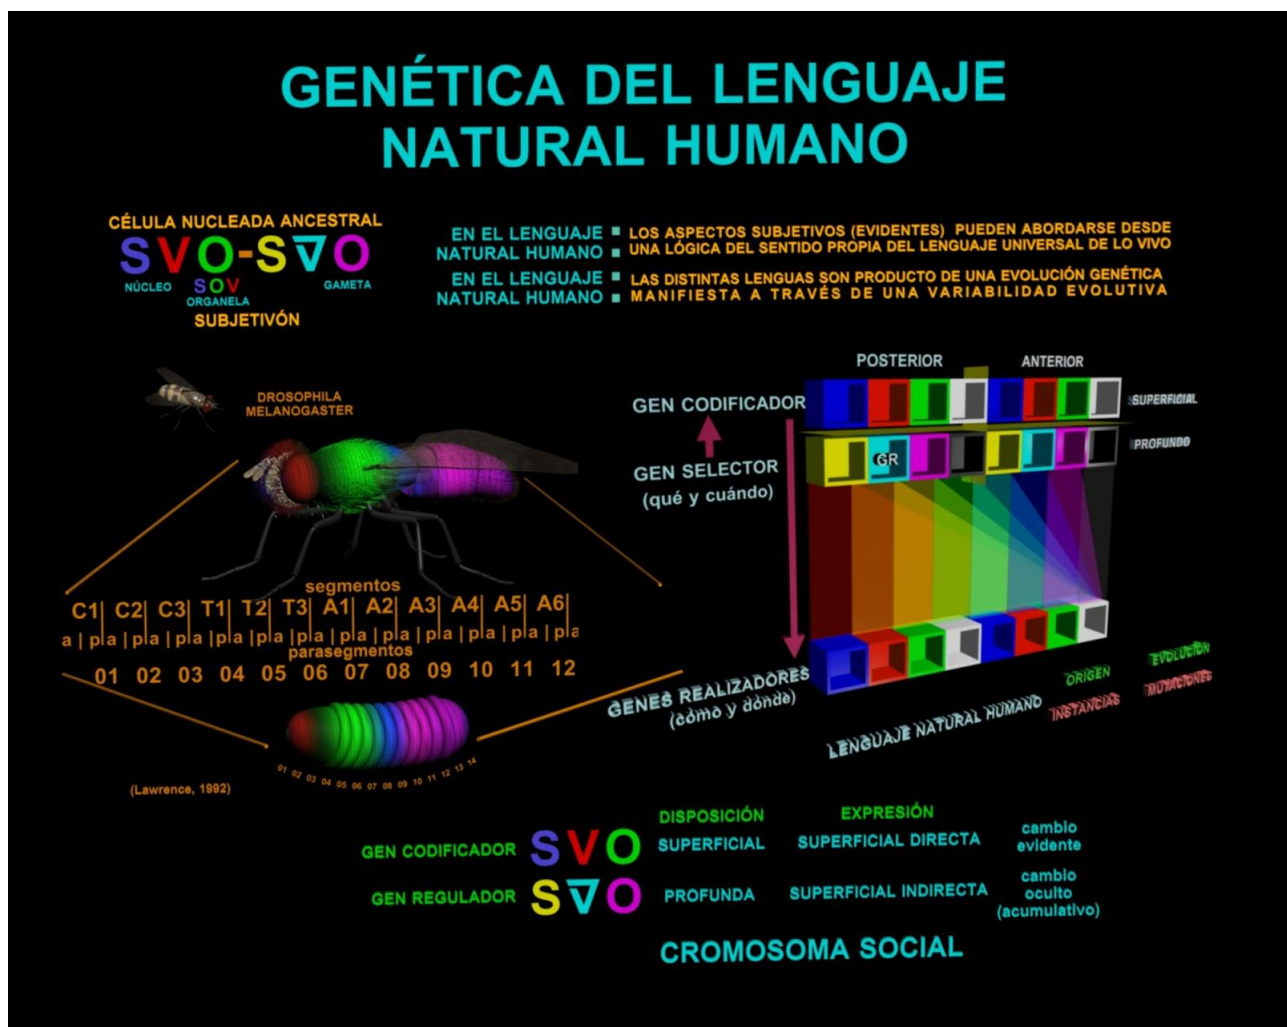 GENÉTICA DEL LENGUAJE
NATURAL HUMANO
CÉLULA NUCLEADA ANCESTRAL
SVO-S∇O
NÚCLEO
SOV
ORGANELA
GAMETA
SUBJETIVÓN
EN EL LENGUAJE
NATURAL HUMANO
LOS ASPECTOS SUBJETIVOS (EVIDENTES) PUEDEN ABORDARSE DESDE
UNA LÓGICA DEL SENTIDO PROPIA DEL LENGUAJE UNIVERSAL DE LO VIVO
EN EL LENGUAJE
NATURAL HUMANO
LAS DISTINTAS LENGUAS SON PRODUCTO DE UNA EVOLUCIÓN GENÉTICA
MANIFIESTA A TRAVÉS DE UNA VARIABILIDAD EVOLUTIVA
DROSOPHILA
MELANOGASTER
segmentos
C1| C2| C3| T1| T2| T3| A1| A2| A3| A4| A5| A6|
a | p|a | p|a | p|a | p|a | p|a | p|a | p|a | p|a | p|a | p|a | p|a | p|a
parasegmentos
01 02 03 04 05 06 07 08 09 10 11 12
01 02 03 04 05 06 07 08 09 10 11 12 13 14
(Lawrence, 1992)
POSTERIOR ANTERIOR
GEN CODIFICADOR
SUPERFICIAL
PROFUNDO
GR
GEN SELECTOR
(qué y cuándo)
GENES REALIZADORES
(cómo y dónde)
LENGUAJE NATURAL HUMANO
ORIGEN
INSTANCIAS
EVOLUCIÓN
MUTACIONES
DISPOSICIÓN EXPRESIÓN
GEN CODIFICADOR SVO SUPERFICIAL SUPERFICIAL DIRECTA
cambio
evidente
GEN REGULADOR S∇O PROFUNDA SUPERFICIAL INDIRECTA
cambio
oculto
(acumulativo)
CROMOSOMA SOCIAL